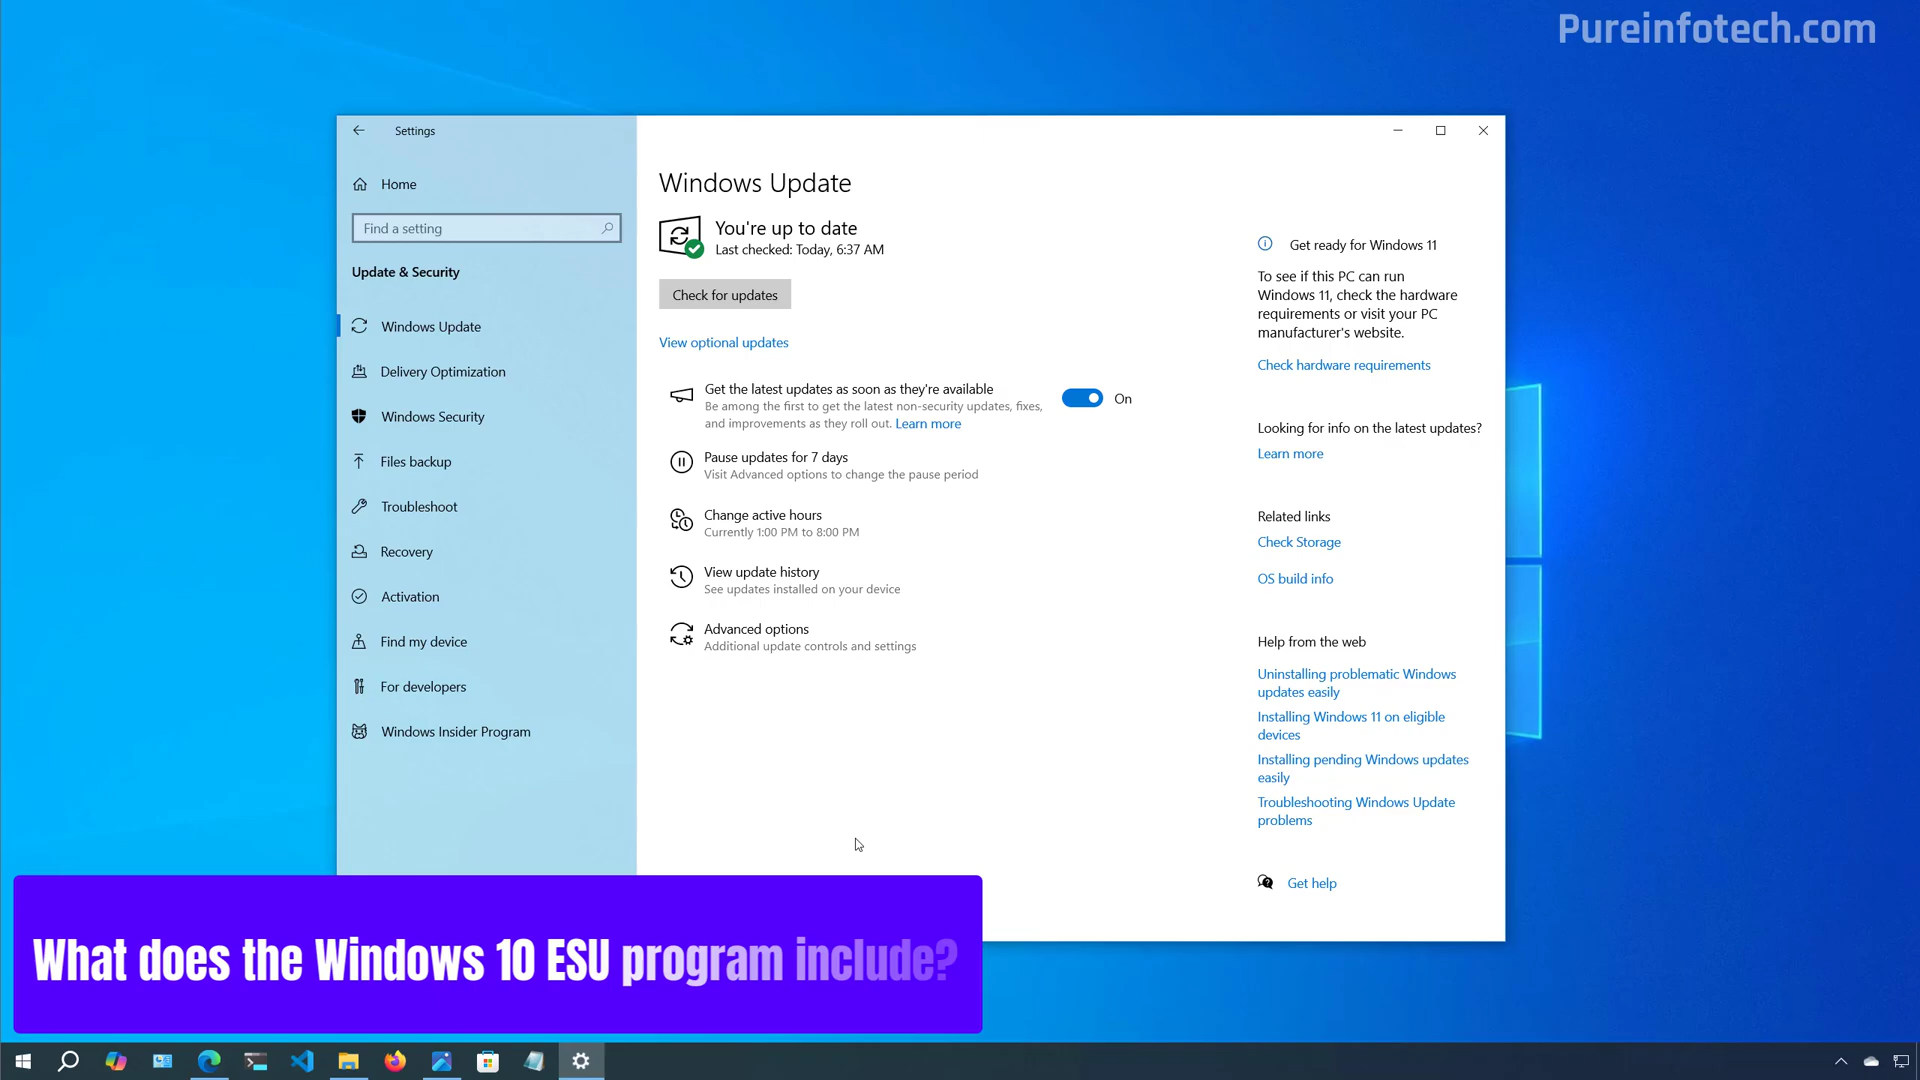 Pureinfotech.com
Settings
Home
Find a setting
Update & Security
Windows Update
Delivery Optimization
Windows Security
Files backup
Troubleshoot
Recovery
Activation
Find my device
For developers
Windows Insider Program
Windows Update
You're up to date
Last checked: Today, 6:37 AM
Check for updates
View optional updates
Get the latest updates as soon as they're available
Be among the first to get the latest non-security updates, fixes,
and improvements as they roll out. Learn more
On
Pause updates for 7 days
Visit Advanced options to change the pause period
Change active hours
Currently 1:00 PM to 8:00 PM
View update history
See updates installed on your device
Advanced options
Additional update controls and settings
Get ready for Windows 11
To see if this PC can run
Windows 11, check the hardware
requirements or visit your PC
manufacturer's website.
Check hardware requirements
Looking for info on the latest updates?
Learn more
Related links
Check Storage
OS build info
Help from the web
Uninstalling problematic Windows
updates easily
Installing Windows 11 on eligible
devices
Installing pending Windows updates
easily
Troubleshooting Windows Update
problems
Get help
What does the Windows 10 ESU program include?